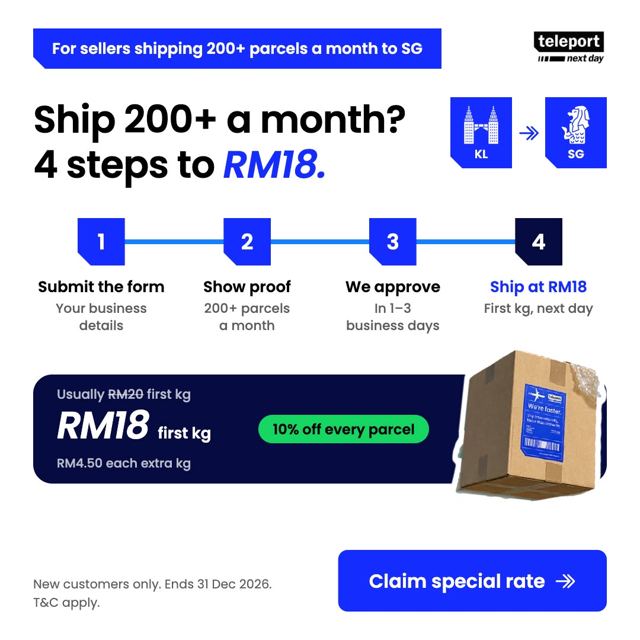 For sellers shipping 200+ parcels a month to SG
teleport
next day
Ship 200+ a month?
4 steps to RM18.
KL
SG
1
2
3
4
Submit the form
Your business
details
Show proof
200+ parcels
a month
We approve
In 1–3
business days
Ship at RM18
First kg, next day
Usually RM20 first kg
RM18 first kg
RM4.50 each extra kg
10% off every parcel
We're faster.
New customers only. Ends 31 Dec 2026.
T&C apply.
Claim special rate